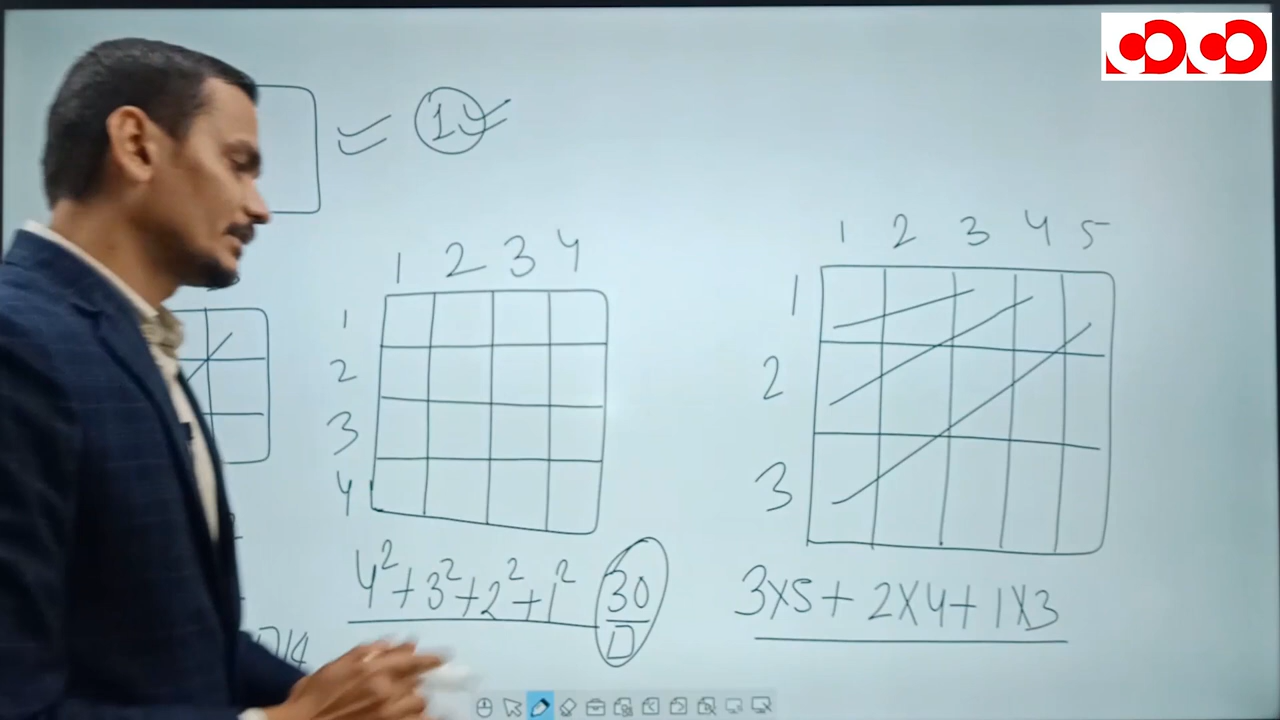 1
1 2 3 4
1
2
3
4
4² + 3² + 2² + 1² 30
1 2 3 4 5
1
2
3
3×5 + 2×4 + 1×3